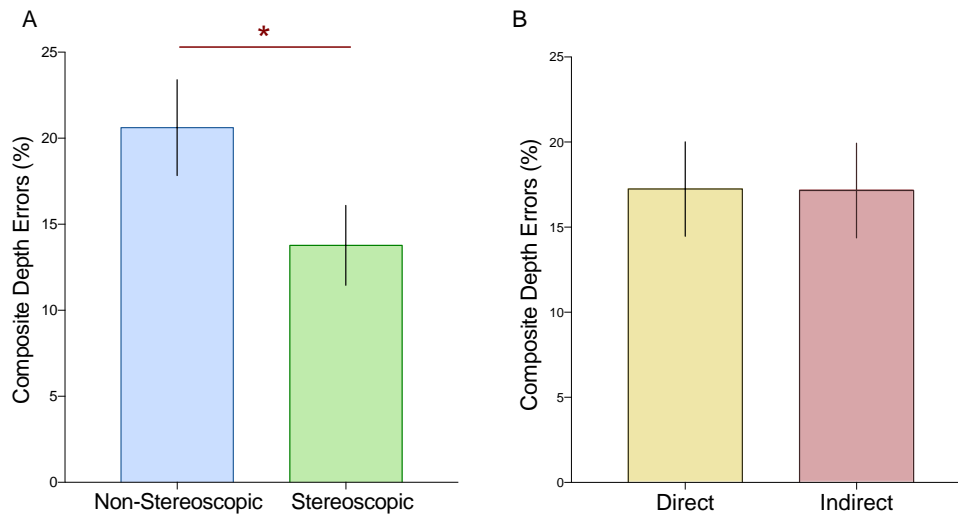 A
*
25
20
15
10
5
0
Composite Depth Errors (%)
Non-Stereoscopic
Stereoscopic
B
25
20
15
10
5
0
Composite Depth Errors (%)
Direct
Indirect